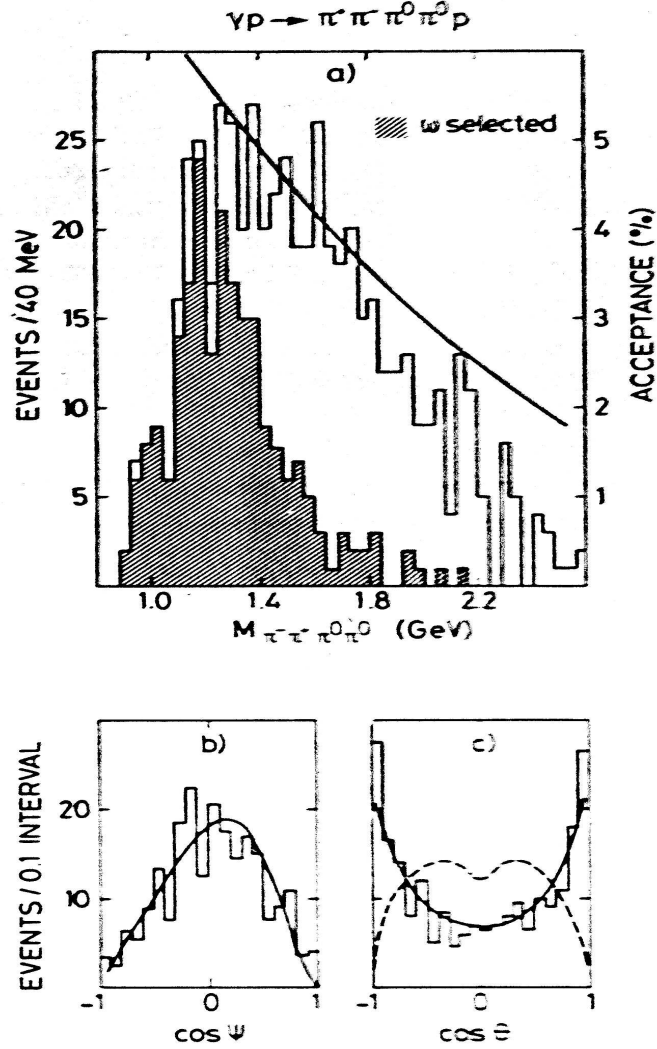 γp → π⁻π⁻π⁰π⁰p
a)
ω selected
25
20
15
10
5
EVENTS/40 MeV
5
4
3
2
1
ACCEPTANCE (%)
1.0 1.4 1.8 2.2
M π⁻π⁻π⁰π⁰ (GeV)
b)
20
10
EVENTS/0.1 INTERVAL
-1 0 1
cos Ψ
c)
-1 0 1
cos θ